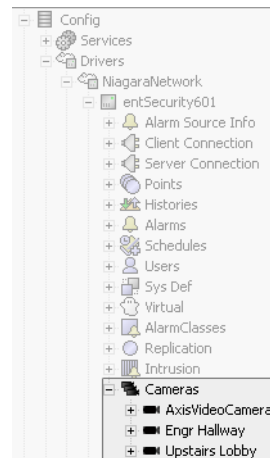 Config
Services
Drivers
NiagaraNetwork
entSecurity601
Alarm Source Info
Client Connection
Server Connection
Points
Histories
Alarms
Schedules
Users
Sys Def
Virtual
AlarmClasses
Replication
Intrusion
Cameras
AxisVideoCamera
Engr Hallway
Upstairs Lobby